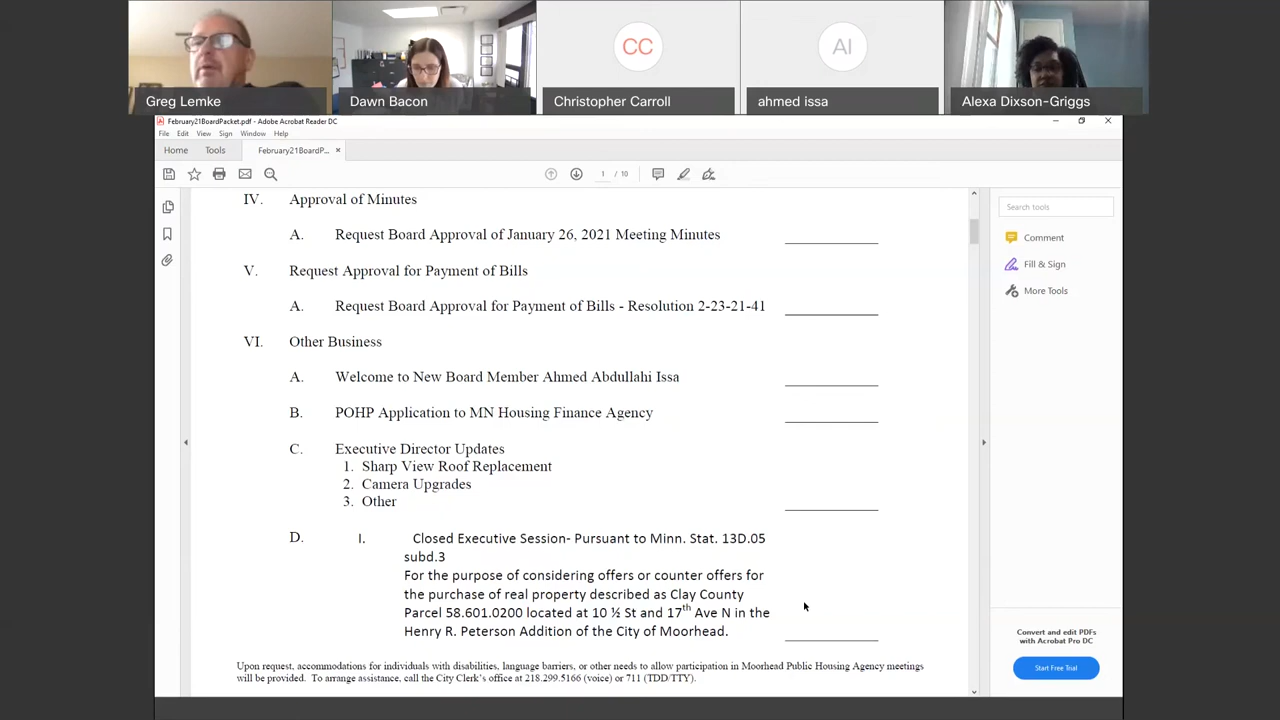 CC
AI
Greg Lemke
Dawn Bacon
Christopher Carroll
ahmed issa
Alexa Dixson-Griggs
February21BoardPacket.pdf - Adobe Acrobat Reader DC
File Edit View Sign Window Help
Home Tools February21BoardP... ×
1 / 10
IV. Approval of Minutes
A. Request Board Approval of January 26, 2021 Meeting Minutes
V. Request Approval for Payment of Bills
A. Request Board Approval for Payment of Bills - Resolution 2-23-21-41
VI. Other Business
A. Welcome to New Board Member Ahmed Abdullahi Issa
B. POHP Application to MN Housing Finance Agency
C. Executive Director Updates
1. Sharp View Roof Replacement
2. Camera Upgrades
3. Other
D. I. Closed Executive Session- Pursuant to Minn. Stat. 13D.05
subd.3
For the purpose of considering offers or counter offers for
the purchase of real property described as Clay County
Parcel 58.601.0200 located at 10 ½ St and 17th Ave N in the
Henry R. Peterson Addition of the City of Moorhead.
Upon request, accommodations for individuals with disabilities, language barriers, or other needs to allow participation in Moorhead Public Housing Agency meetings
will be provided. To arrange assistance, call the City Clerk's office at 218.299.5166 (voice) or 711 (TDD/TTY).
Search tools
Comment
Fill & Sign
More Tools
Convert and edit PDFs
with Acrobat Pro DC
Start Free Trial